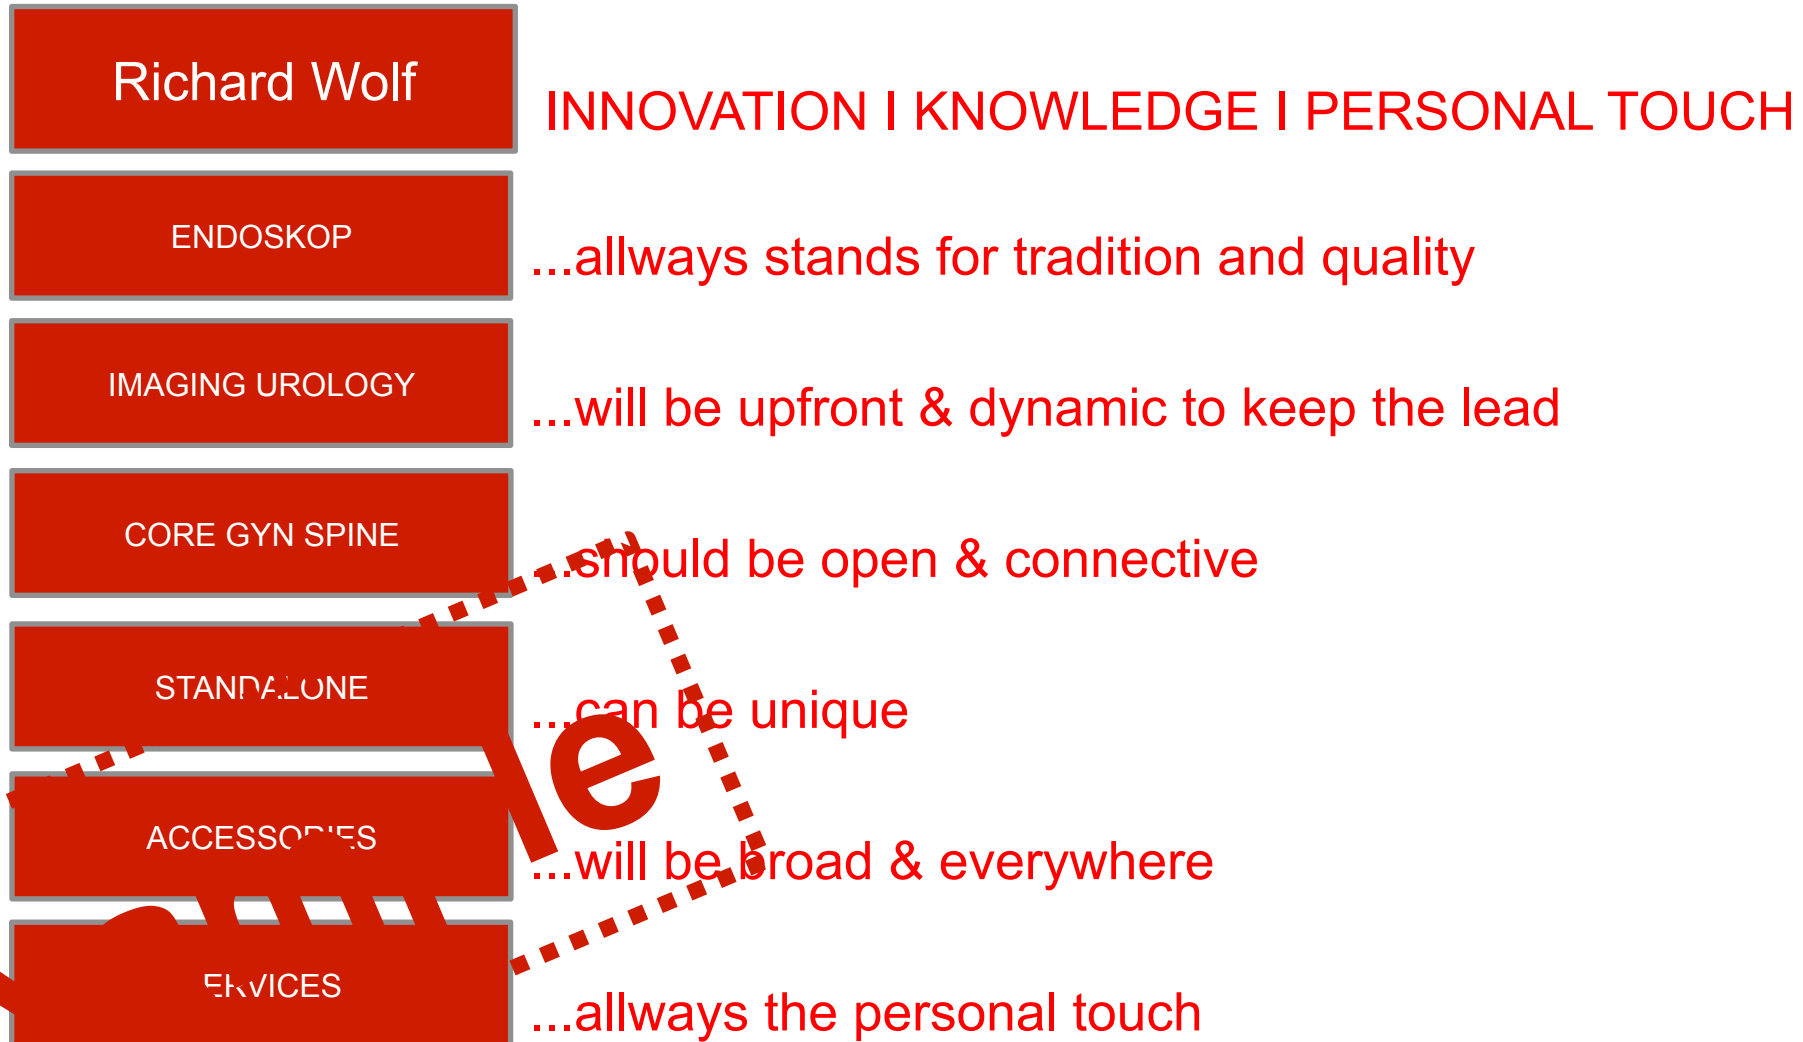 Richard Wolf
INNOVATION I KNOWLEDGE I PERSONAL TOUCH
ENDOSKOP
...allways stands for tradition and quality
IMAGING UROLOGY
...will be upfront & dynamic to keep the lead
CORE GYN SPINE
...should be open & connective
STANDALONE
...can be unique
ACCESSORIES
...will be broad & everywhere
ERVICES
...allways the personal touch